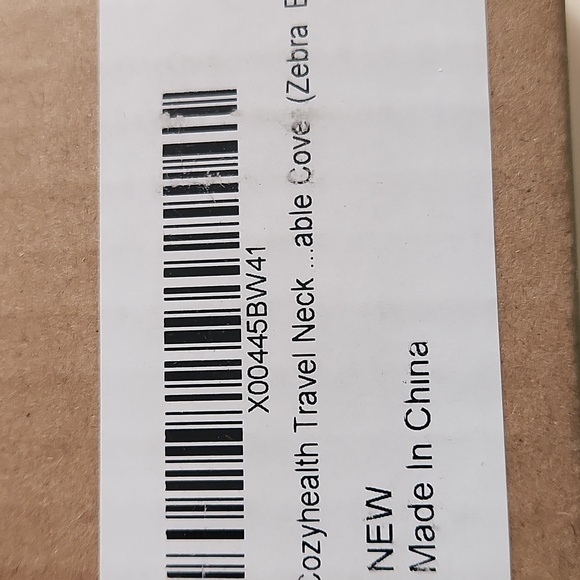 X00445BW41
Cozyhealth Travel Neck ...able Cover (Zebra
NEW
Made In China